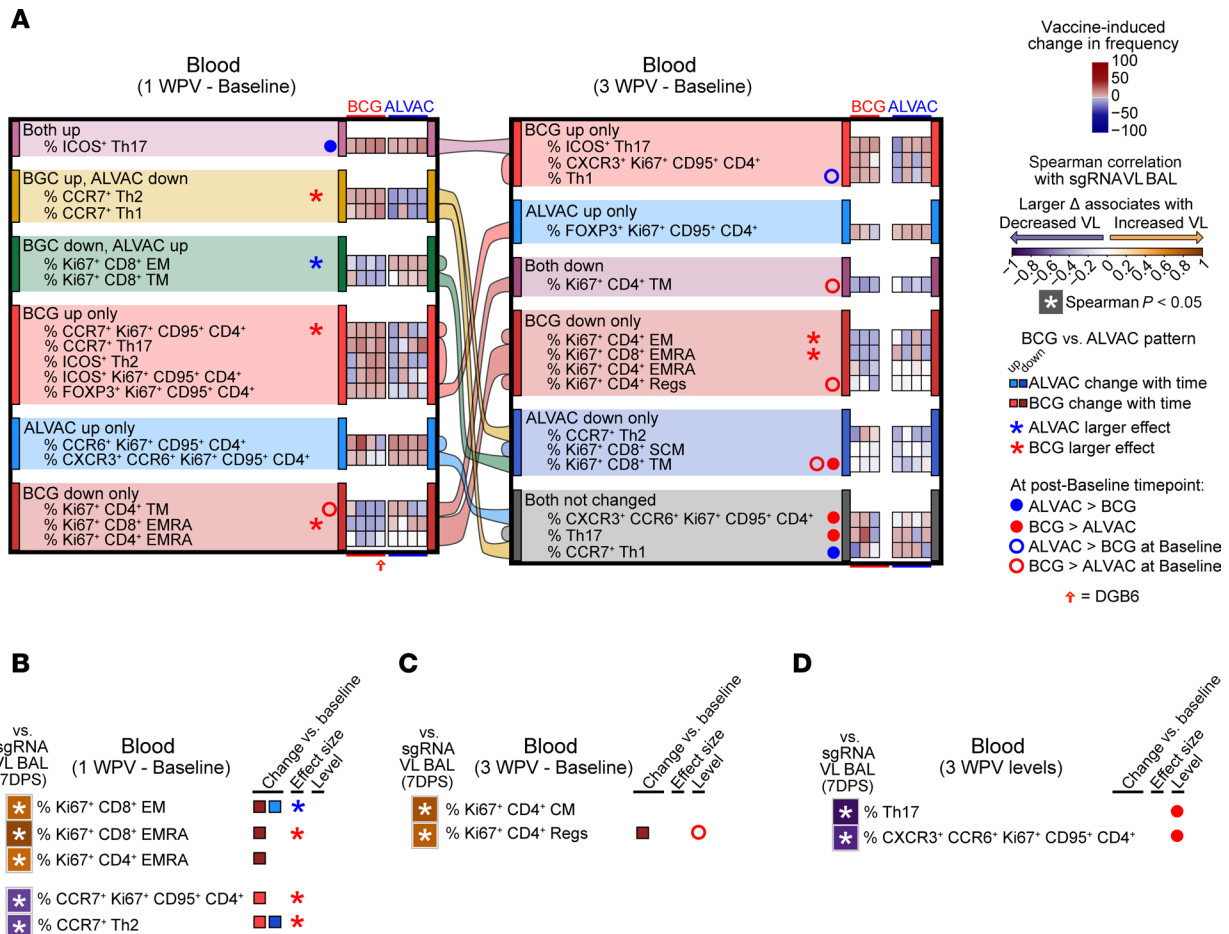 A
Blood
(1 WPV - Baseline)
BCG ALVAC
Both up
% ICOS⁺ Th17
BGC up, ALVAC down
% CCR7⁺ Th2
% CCR7⁺ Th1
BGC down, ALVAC up
% Ki67⁺ CD8⁺ EM
% Ki67⁺ CD8⁺ TM
BCG up only
% CCR7⁺ Ki67⁺ CD95⁺ CD4⁺
% CCR7⁺ Th17
% ICOS⁺ Th2
% ICOS⁺ Ki67⁺ CD95⁺ CD4⁺
% FOXP3⁺ Ki67⁺ CD95⁺ CD4⁺
ALVAC up only
% CCR6⁺ Ki67⁺ CD95⁺ CD4⁺
% CXCR3⁺ CCR6⁺ Ki67⁺ CD95⁺ CD4⁺
BCG down only
% Ki67⁺ CD4⁺ TM
% Ki67⁺ CD8⁺ EMRA
% Ki67⁺ CD4⁺ EMRA
Blood
(3 WPV - Baseline)
BCG ALVAC
BCG up only
% ICOS⁺ Th17
% CXCR3⁺ Ki67⁺ CD95⁺ CD4⁺
% Th1
ALVAC up only
% FOXP3⁺ Ki67⁺ CD95⁺ CD4⁺
Both down
% Ki67⁺ CD4⁺ TM
BCG down only
% Ki67⁺ CD4⁺ EM
% Ki67⁺ CD8⁺ EMRA
% Ki67⁺ CD4⁺ EMRA
% Ki67⁺ CD4⁺ Regs
ALVAC down only
% CCR7⁺ Th2
% Ki67⁺ CD8⁺ SCM
% Ki67⁺ CD8⁺ TM
Both not changed
% CXCR3⁺ CCR6⁺ Ki67⁺ CD95⁺ CD4⁺
% Th17
% CCR7⁺ Th1
Vaccine-induced
change in frequency
100
50
0
−50
−100
Spearman correlation
with sgRNAVL BAL
Larger Δ associates with
Decreased VL Increased VL
−1 −0.8 −0.6 −0.4 −0.2 0 0.2 0.4 0.6 0.8 1
* Spearman P < 0.05
BCG vs. ALVAC pattern
up down
ALVAC change with time
BCG change with time
* ALVAC larger effect
* BCG larger effect
At post-Baseline timepoint:
ALVAC > BCG
BCG > ALVAC
ALVAC > BCG at Baseline
BCG > ALVAC at Baseline
= DGB6
B
vs.
sgRNA
VL BAL
(7DPS)
Blood
(1 WPV - Baseline)
Change vs. baseline
Effect size
Level
* % Ki67⁺ CD8⁺ EM *
* % Ki67⁺ CD8⁺ EMRA *
* % Ki67⁺ CD4⁺ EMRA
* % CCR7⁺ Ki67⁺ CD95⁺ CD4⁺ *
* % CCR7⁺ Th2 *
C
vs.
sgRNA
VL BAL
(7DPS)
Blood
(3 WPV - Baseline)
Change vs. baseline
Effect size
Level
* % Ki67⁺ CD4⁺ CM
* % Ki67⁺ CD4⁺ Regs
D
vs.
sgRNA
VL BAL
(7DPS)
Blood
(3 WPV levels)
Change vs. baseline
Effect size
Level
* % Th17
* % CXCR3⁺ CCR6⁺ Ki67⁺ CD95⁺ CD4⁺